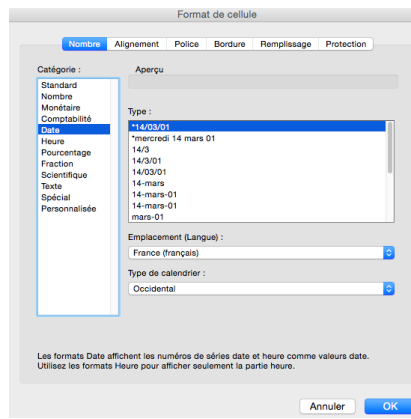 Format de cellule
Nombre Alignement Police Bordure Remplissage Protection
Catégorie :
Standard
Nombre
Monétaire
Comptabilité
Date
Heure
Pourcentage
Fraction
Scientifique
Texte
Spécial
Personnalisée
Aperçu
Type :
*14/03/01
*mercredi 14 mars 01
14/3
14/3/01
14/03/01
14-mars
14-mars-01
14-mars-01
mars-01
Emplacement (Langue) :
France (français)
Type de calendrier :
Occidental
Les formats Date affichent les numéros de séries date et heure comme valeurs date.
Utilisez les formats Heure pour afficher seulement la partie heure.
Annuler OK